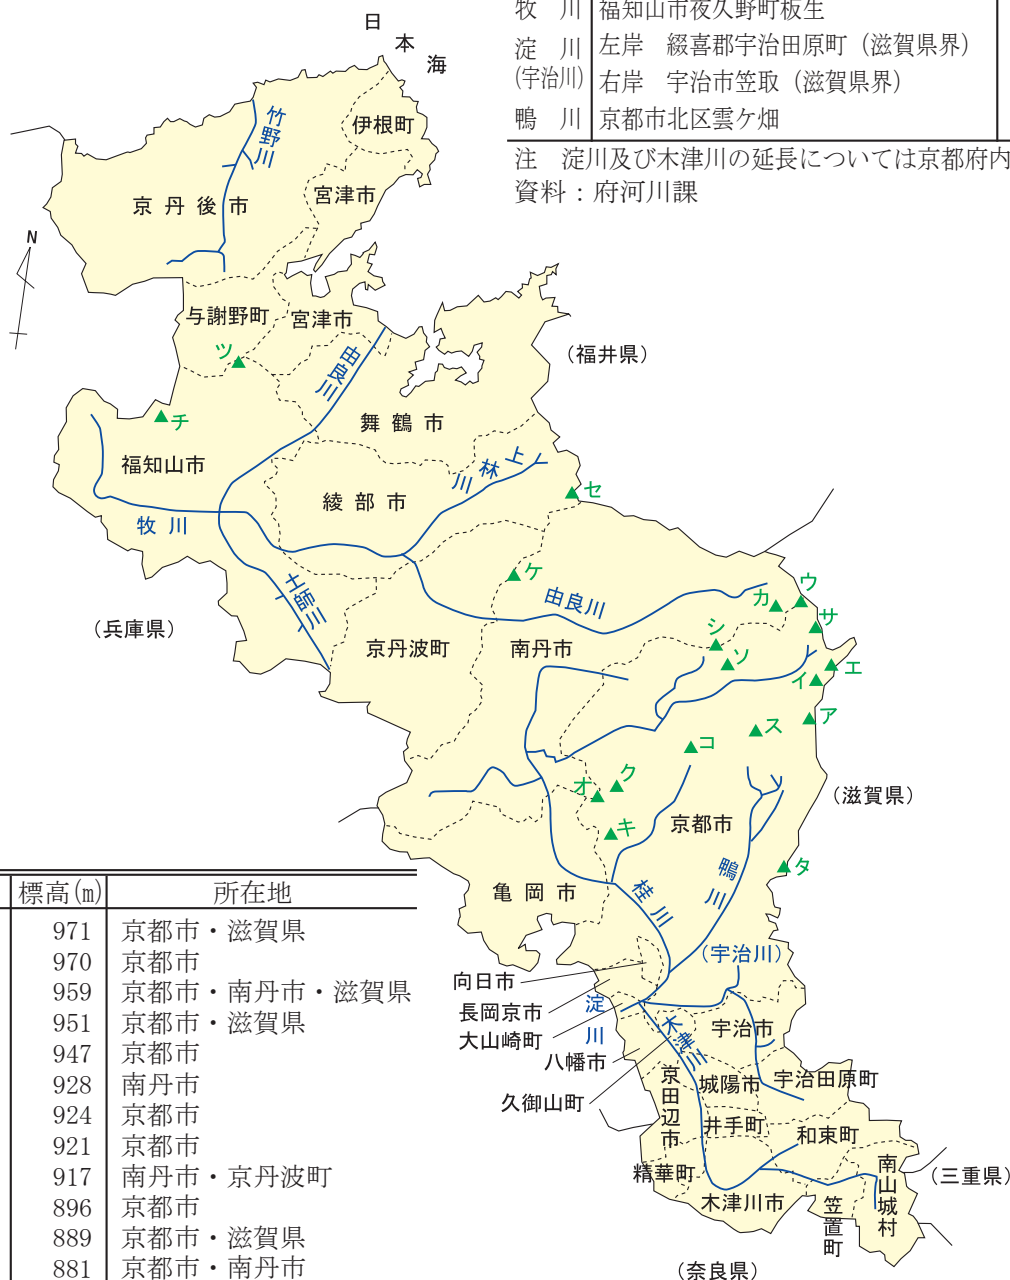 牧　川　福知山市夜久野町板生
淀　川　左岸　綴喜郡宇治田原町（滋賀県界）
(宇治川)　右岸　宇治市笠取（滋賀県界）
鴨　川　京都市北区雲ケ畑
注　淀川及び木津川の延長については京都府内
資料：府河川課
日本海
N
竹野川
伊根町
宮津市
京丹後市
与謝野町
宮津市
ツ
由良川
（福井県）
チ
舞鶴市
福知山市
上林川
綾部市
セ
牧川
ケ
土師川
由良川
カ
ウ
サ
（兵庫県）
京丹波町
南丹市
シ
ソ
エ
イ
ア
ス
コ
ク
オ
キ
京都市
（滋賀県）
タ
鴨川
桂川
亀岡市
（宇治川）
向日市
長岡京市
大山崎町
淀川
木津川
宇治市
八幡市
久御山町
京田辺市
城陽市
宇治田原町
井手町
和束町
精華町
木津川市
笠置町
南山城村
（三重県）
（奈良県）
標高(m)　所在地
971　京都市・滋賀県
970　京都市
959　京都市・南丹市・滋賀県
951　京都市・滋賀県
947　京都市
928　南丹市
924　京都市
921　京都市
917　南丹市・京丹波町
896　京都市
889　京都市・滋賀県
881　京都市・南丹市